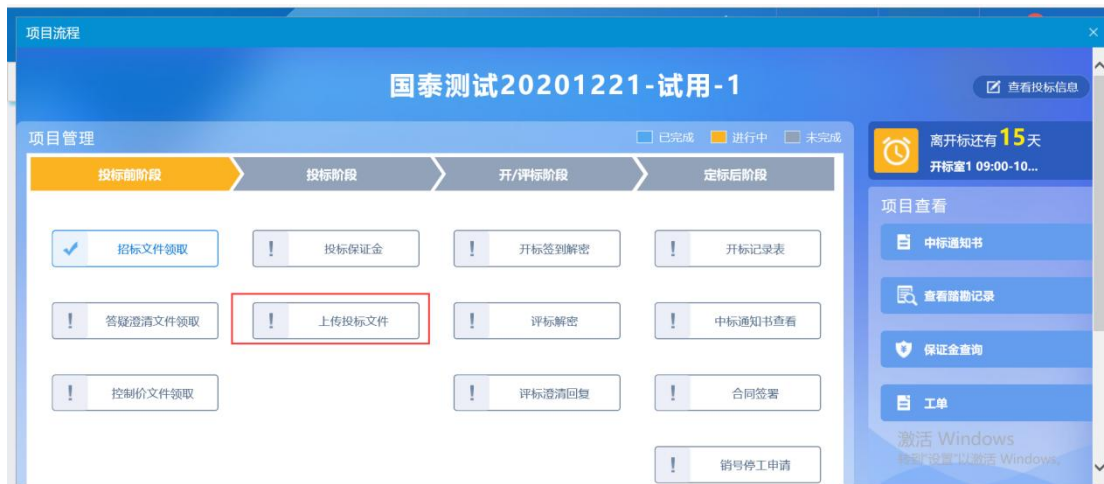 项目流程
国泰测试20201221-试用-1
查看投标信息
项目管理
已完成 进行中 未完成
离开标还有15天
开标室1 09:00-10...
投标前阶段 投标阶段 开/评标阶段 定标后阶段
项目查看
招标文件领取 投标保证金 开标签到解密 开标记录表
中标通知书
查看踏勘记录
答疑澄清文件领取 上传投标文件 评标解密 中标通知书查看
保证金查询
控制价文件领取 评标澄清回复 合同签署
工单
激活 Windows
转到"设置"以激活 Windows。
销号停工申请